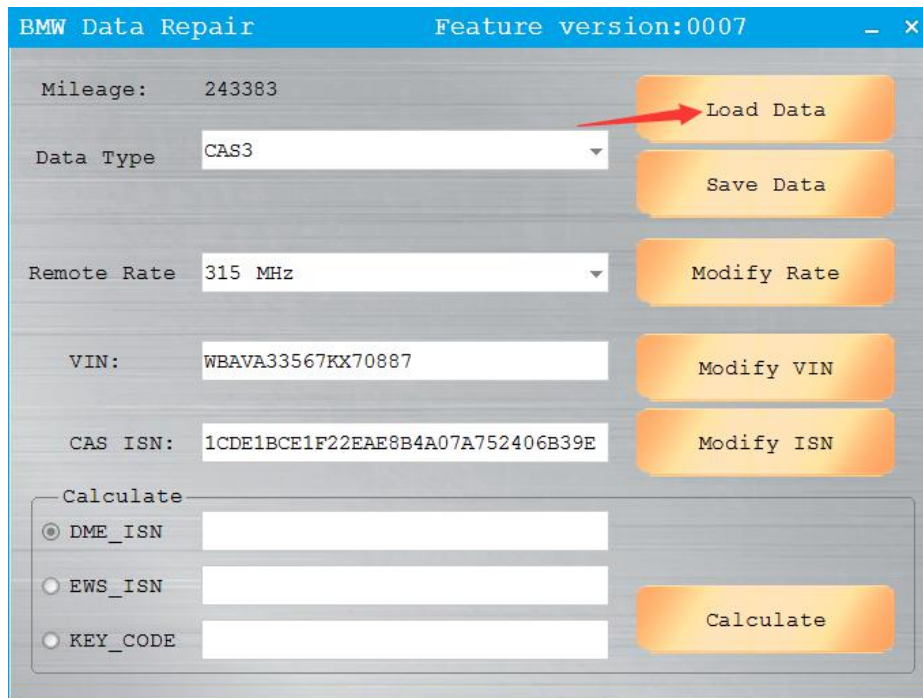 BMW Data Repair Feature version:0007
Mileage: 243383
Load Data
Data Type CAS3
Save Data
Remote Rate 315 MHz Modify Rate
VIN: WBAVA33567KX70887 Modify VIN
CAS ISN: 1CDE1BCE1F22EAE8B4A07A752406B39E Modify ISN
Calculate
DME_ISN
EWS_ISN
Calculate
KEY_CODE